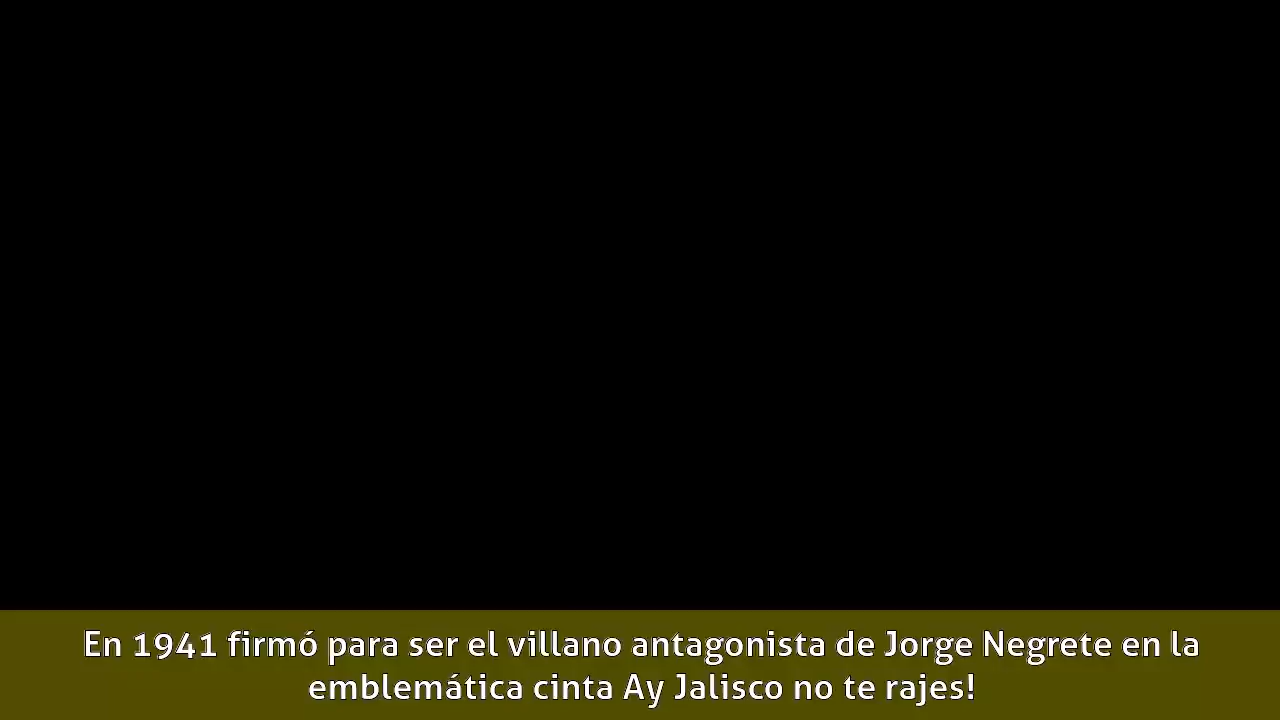 En 1941 firmó para ser el villano antagonista de Jorge Negrete en la
emblemática cinta Ay Jalisco no te rajes!